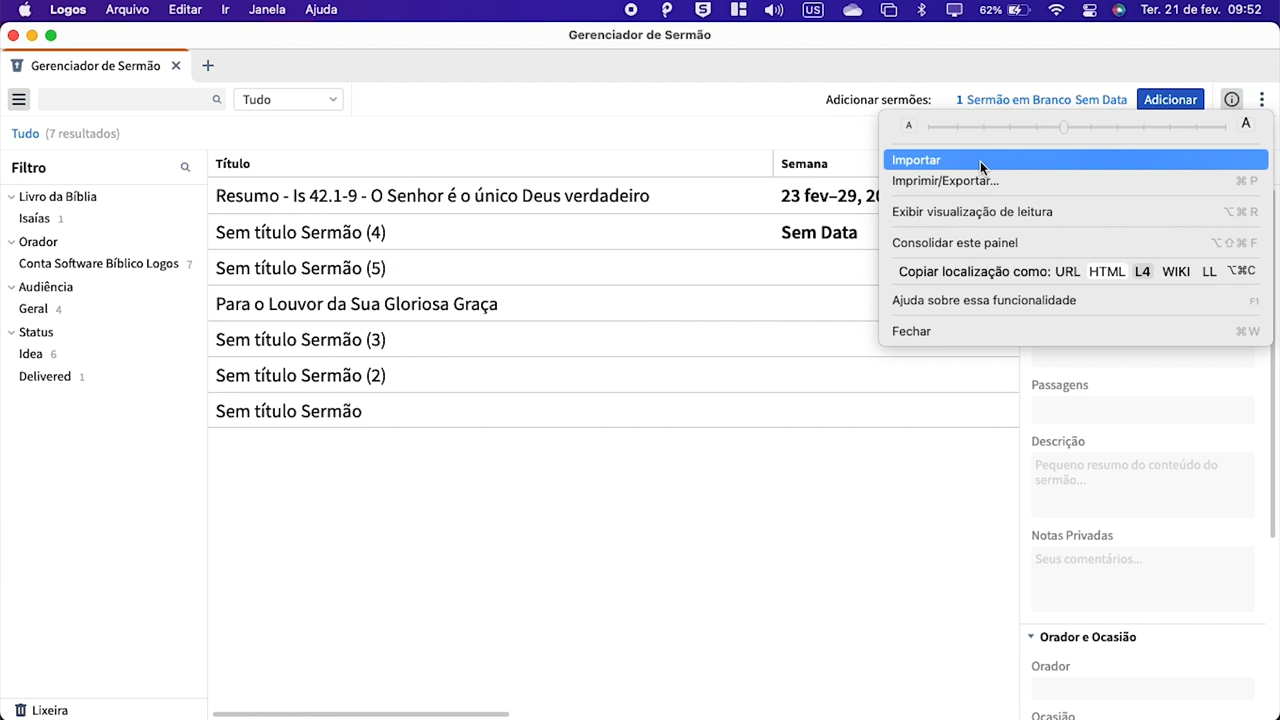 Logos Arquivo Editar Ir Janela Ajuda US 62% Ter. 21 de fev. 09:52
Gerenciador de Sermão
Gerenciador de Sermão
Tudo Adicionar sermões: 1 Sermão em Branco Sem Data Adicionar
Tudo (7 resultados)
A A
Filtro
Título Semana
Importar
Imprimir/Exportar... ⌘ P
Livro da Bíblia
Resumo - Is 42.1-9 - O Senhor é o único Deus verdadeiro 23 fev–29, 20
Isaías 1
Exibir visualização de leitura ⌥ ⌘ R
Orador
Sem título Sermão (4) Sem Data
Consolidar este painel ⌥ ⇧ ⌘ F
Conta Software Bíblico Logos 7
Sem título Sermão (5)
Copiar localização como: URL HTML L4 WIKI LL ⌥⌘C
Audiência
Geral 4
Para o Louvor da Sua Gloriosa Graça
Ajuda sobre essa funcionalidade F1
Status
Sem título Sermão (3)
Fechar ⌘ W
Idea 6
Delivered 1
Sem título Sermão (2)
Sem título Sermão
Passagens
Descrição
Pequeno resumo do conteúdo do
sermão...
Notas Privadas
Seus comentários...
Orador e Ocasião
Orador
Ocasião
Lixeira